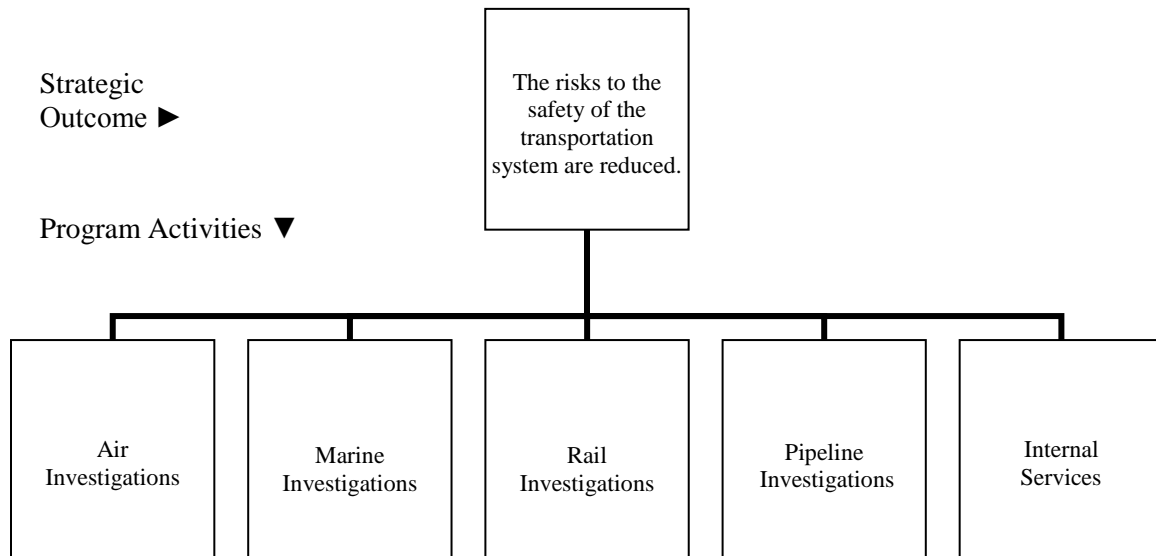 Strategic
Outcome ►
The risks to the
safety of the
transportation
system are reduced.
Program Activities ▼
Air
Investigations
Marine
Investigations
Rail
Investigations
Pipeline
Investigations
Internal
Services